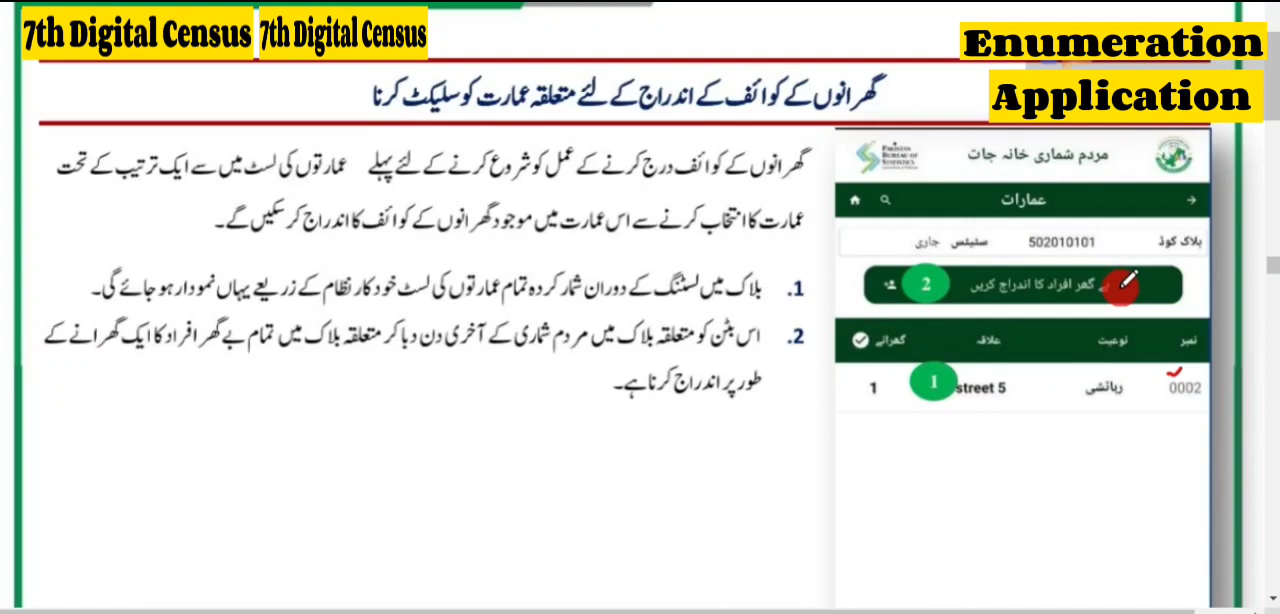 7th Digital Census 7th Digital Census
Enumeration
Application
گھرانوں کے کوائف کے اندراج کے لئے متعلقہ عمارت کو سلیکٹ کرنا
گھرانوں کے کوائف درج کرنے کے عمل کو شروع کرنے کے لئے پہلے عمارتوں کی لسٹ میں سے ایک ترتیب کے تحت
عمارت کا انتخاب کرنے سے اس عمارت میں موجود گھرانوں کے کوائف کا اندراج کر سکیں گے۔
1. بلاک میں لسٹنگ کے دوران شمار کردہ تمام عمارتوں کی لسٹ خود کار نظام کے زریعے یہاں نمودار ہو جائے گی۔
2. اس بٹن کو متعلقہ بلاک میں مردم شماری کے آخری دن دبا کر متعلقہ بلاک میں تمام بے گھر افراد کا ایک گھرانے کے
طور پر اندراج کرنا ہے۔
مردم شماری خانہ جات
PAKISTAN
BUREAU OF
STATISTICS
عمارات
بلاک کوڈ 502010101 سٹیٹس جاری
بے گھر افراد کا اندراج کریں 2
نمبر نوعیت علاقہ گھرانے
0002 رہائشی street 5 1 1